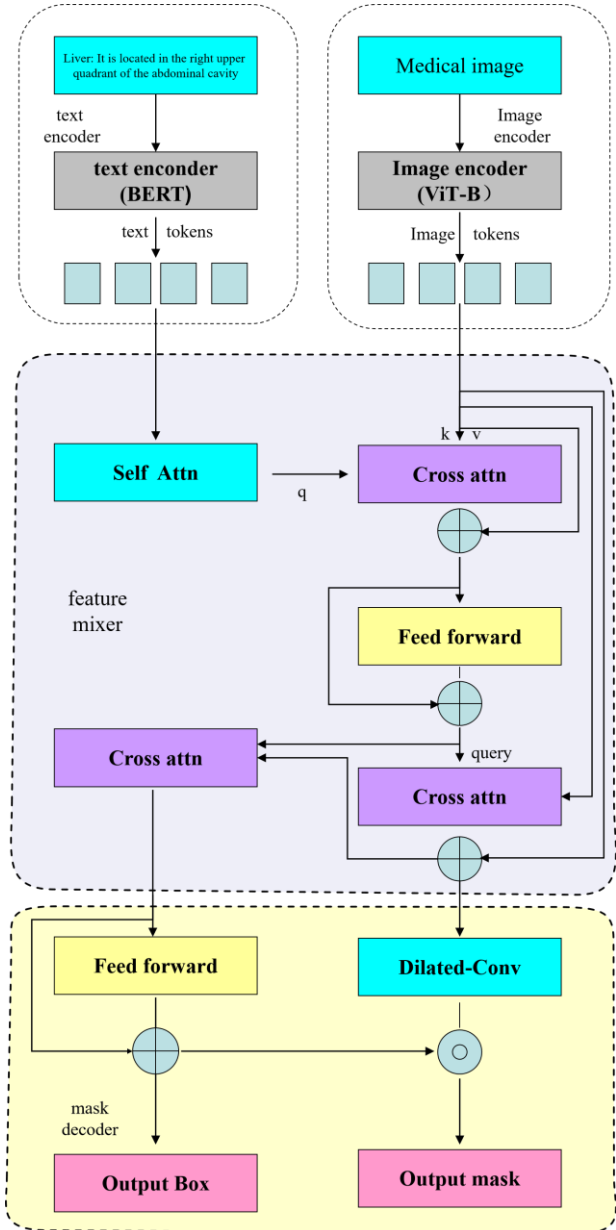 Liver: It is located in the right upper
quadrant of the abdominal cavity
text
encoder
text enconder
(BERT)
text tokens
Medical image
Image
encoder
Image encoder
(ViT-B）
Image tokens
k v
Self Attn
q
Cross attn
feature
mixer
Feed forward
query
Cross attn
Cross attn
Feed forward
Dilated-Conv
mask
decoder
Output Box
Output mask